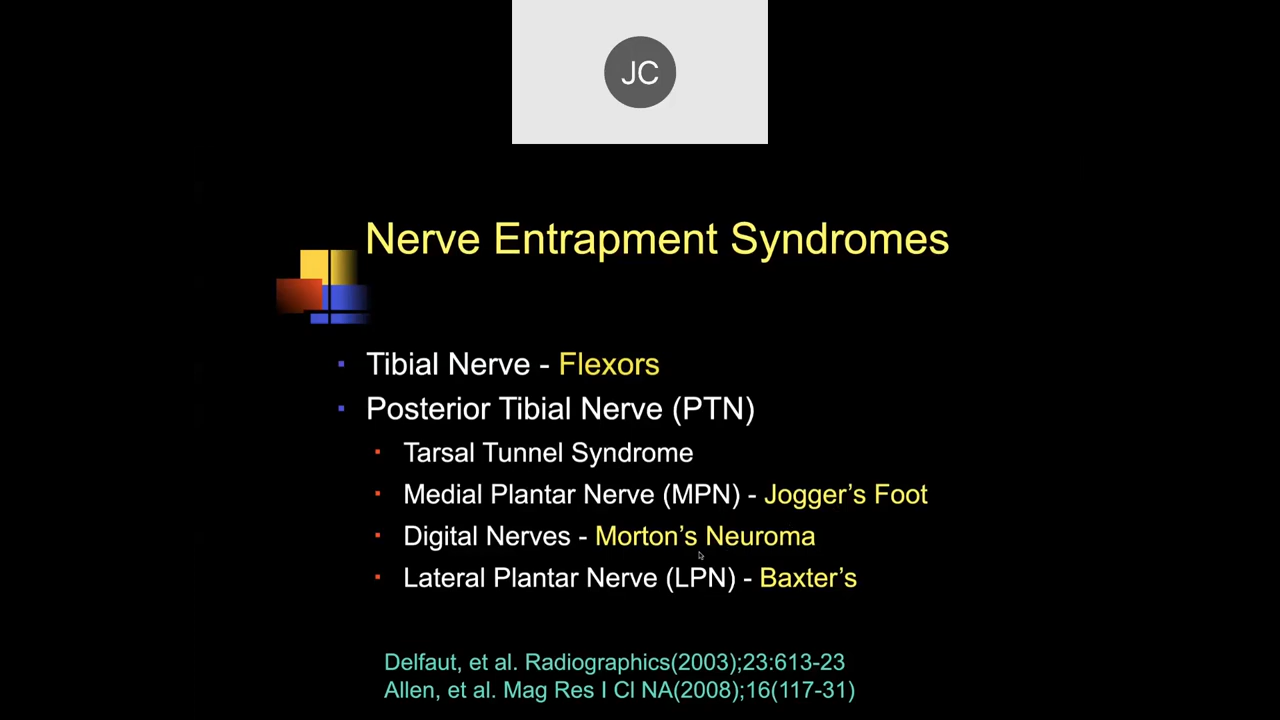 JC
Nerve Entrapment Syndromes
Tibial Nerve - Flexors
Posterior Tibial Nerve (PTN)
Tarsal Tunnel Syndrome
Medial Plantar Nerve (MPN) - Jogger's Foot
Digital Nerves - Morton's Neuroma
Lateral Plantar Nerve (LPN) - Baxter's
Delfaut, et al. Radiographics(2003);23:613-23
Allen, et al. Mag Res I Cl NA(2008);16(117-31)